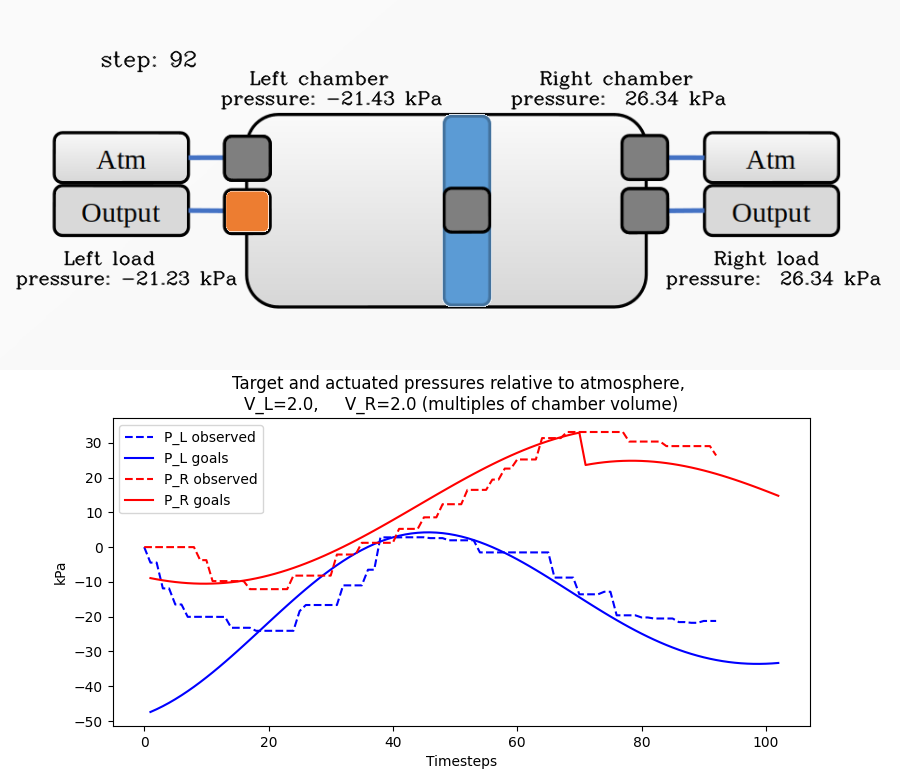 step: 92
Left chamber
pressure: −21.43 kPa
Right chamber
pressure: 26.34 kPa
Atm
Output
Atm
Output
Left load
pressure: −21.23 kPa
Right load
pressure: 26.34 kPa
Target and actuated pressures relative to atmosphere,
V_L=2.0, V_R=2.0 (multiples of chamber volume)
P_L observed
P_L goals
P_R observed
P_R goals
kPa
30
20
10
0
−10
−20
−30
−40
−50
0 20 40 60 80 100
Timesteps